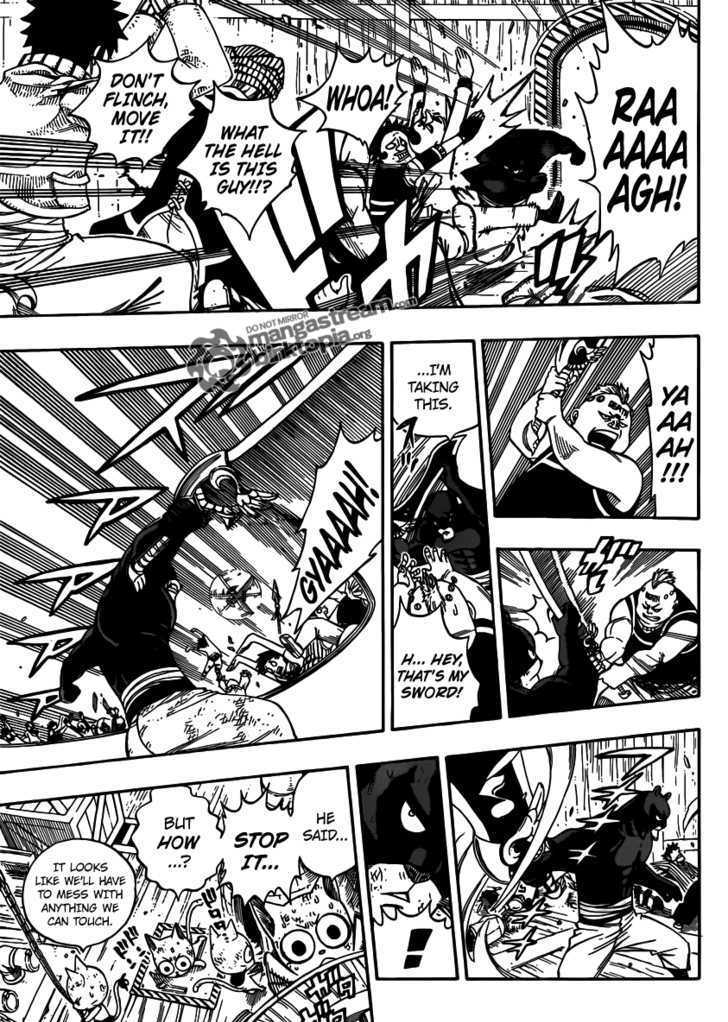 RAA
AAAA
AGH!
WHOA!
WHAT
THE HELL
IS THIS
GUY!!?
DON'T
FLINCH,
MOVE
IT!!
DO NOT MIRROR
mangastream.com
YA
AA
AH
!!!
...I'M
TAKING
THIS.
H... HEY,
THAT'S MY
SWORD!
GYAAAAH!
!
HE
SAID...
STOP
IT...
BUT
HOW
...?
IT LOOKS
LIKE WE'LL HAVE
TO MESS WITH
ANYTHING WE
CAN TOUCH.